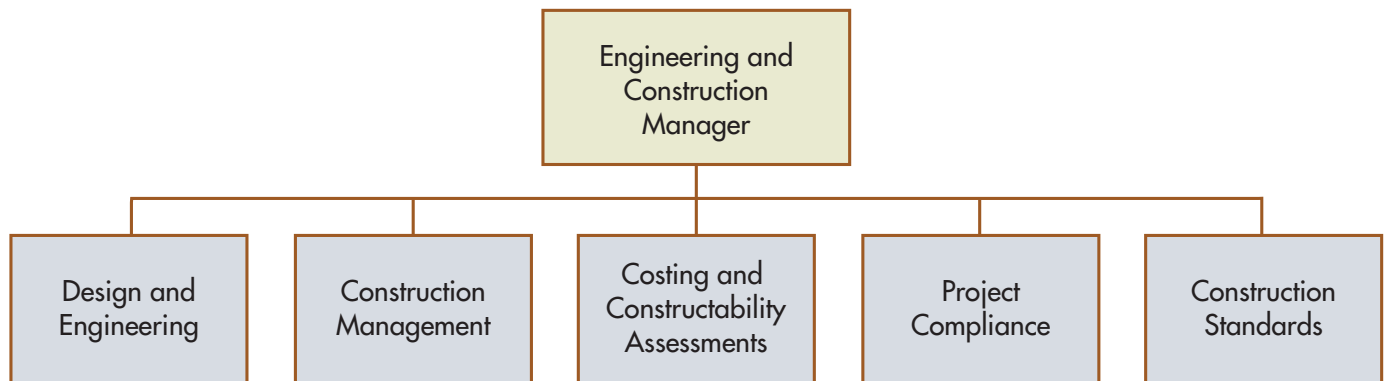 Engineering and
Construction
Manager
Design and
Engineering
Construction
Management
Costing and
Constructability
Assessments
Project
Compliance
Construction
Standards